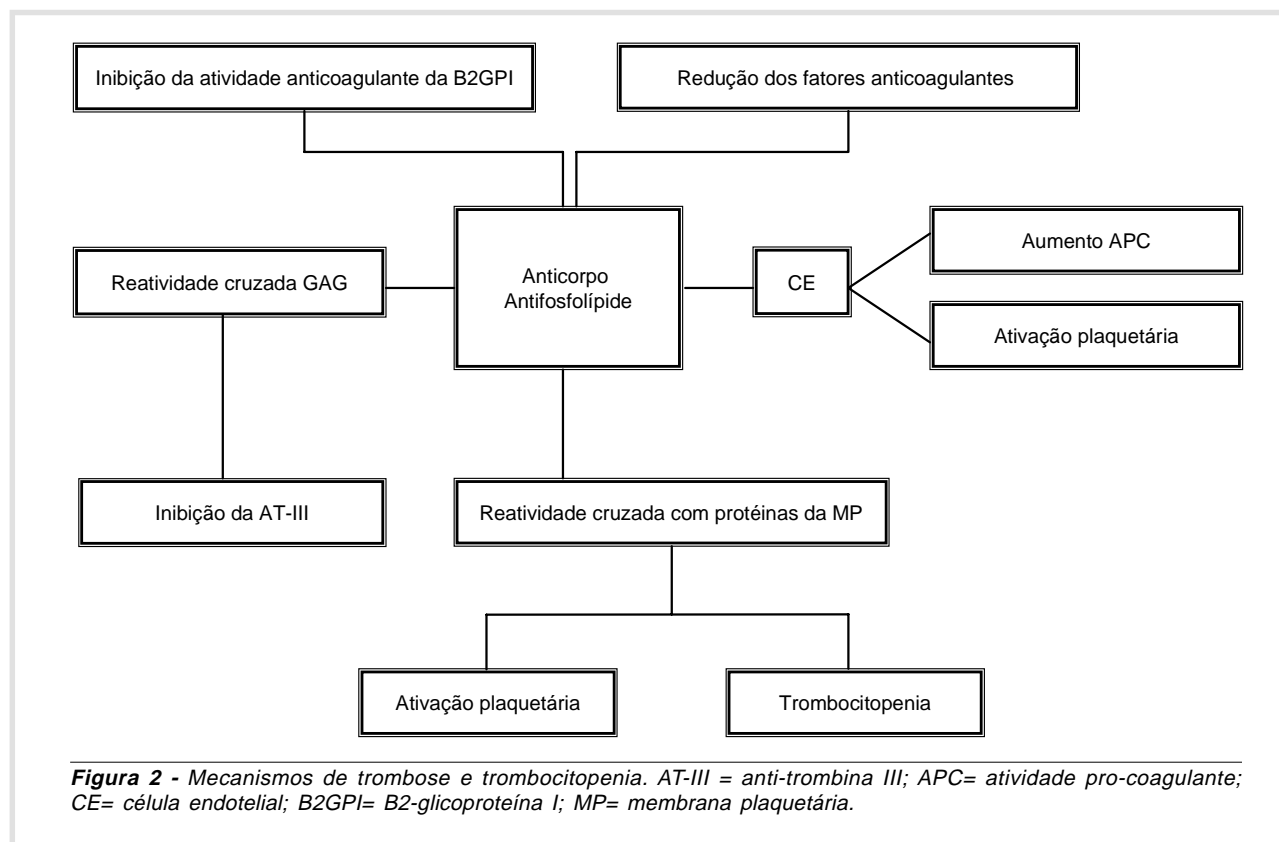 Inibição da atividade anticoagulante da B2GPI
Redução dos fatores anticoagulantes
Reatividade cruzada GAG
Anticorpo
Antifosfolípide
CE
Aumento APC
Ativação plaquetária
Inibição da AT-III
Reatividade cruzada com protéinas da MP
Ativação plaquetária
Trombocitopenia
Figura 2 - Mecanismos de trombose e trombocitopenia. AT-III = anti-trombina III; APC= atividade pro-coagulante;
CE= célula endotelial; B2GPI= B2-glicoproteína I; MP= membrana plaquetária.